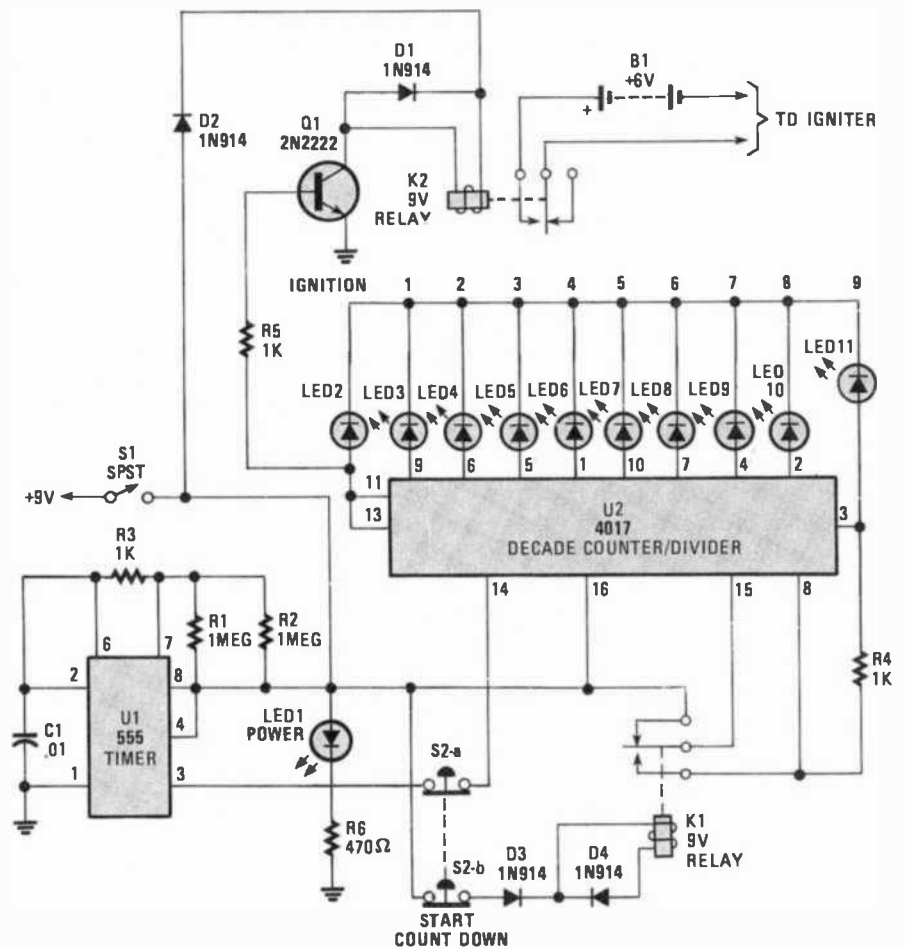 D1
1N914
B1
+6V
+
TD IGNITER
D2
1N914
Q1
2N2222
K2
9V
RELAY
IGNITION 1 2 3 4 5 6 7 8 9
R5
1K
LED2 LED3 LED4 LED5 LED6 LED7 LED8 LED9 LED 10 LED11
9 6 5 1 10 7 4 2
S1
SPST
+9V
11
13
U2
4017
DECADE COUNTER/DIVIDER
3
14 16 15 8
R3
1K
6 7
R1
1MEG
R2
1MEG
R4
1K
2 8
4
1 3
U1
555
TIMER
C1
.01
LED1
POWER
S2-a
R6
470Ω
K1
9V
RELAY
S2-b
D3
1N914
D4
1N914
START
COUNT DOWN